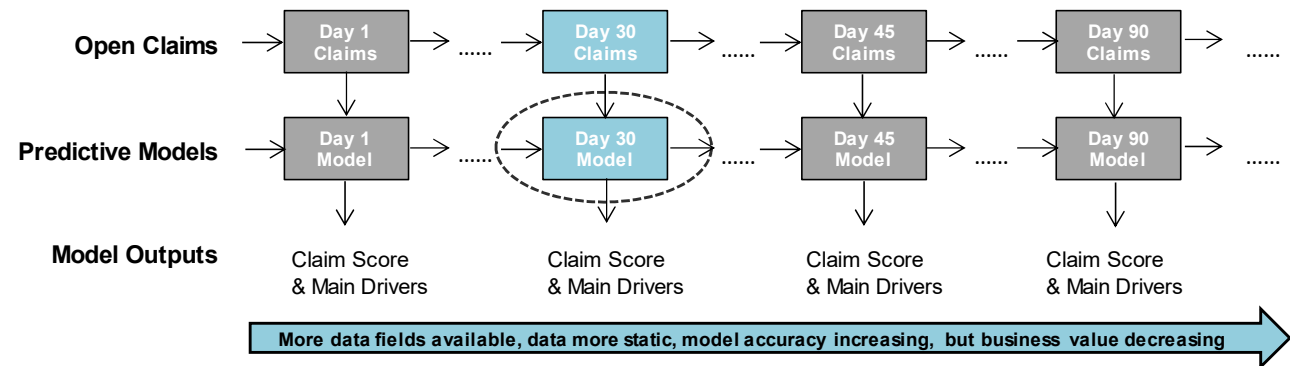 Open Claims
Day 1
Claims
......
Day 30
Claims
......
Day 45
Claims
......
Day 90
Claims
......
Predictive Models
Day 1
Model
......
Day 30
Model
......
Day 45
Model
......
Day 90
Model
......
Model Outputs
Claim Score
& Main Drivers
Claim Score
& Main Drivers
Claim Score
& Main Drivers
Claim Score
& Main Drivers
More data fields available, data more static, model accuracy increasing, but business value decreasing